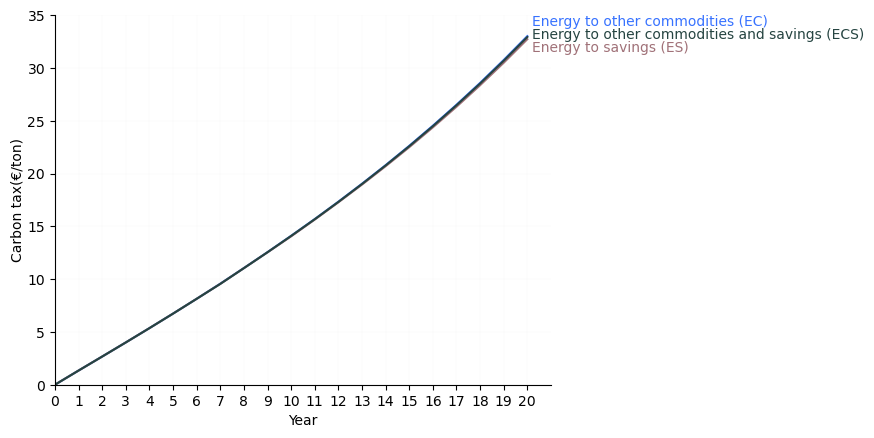 Energy to other commodities (EC)
Energy to other commodities and savings (ECS)
Energy to savings (ES)
35
30
25
20
15
10
5
0
Carbon tax(€/ton)
0 1 2 3 4 5 6 7 8 9 10 11 12 13 14 15 16 17 18 19 20
Year